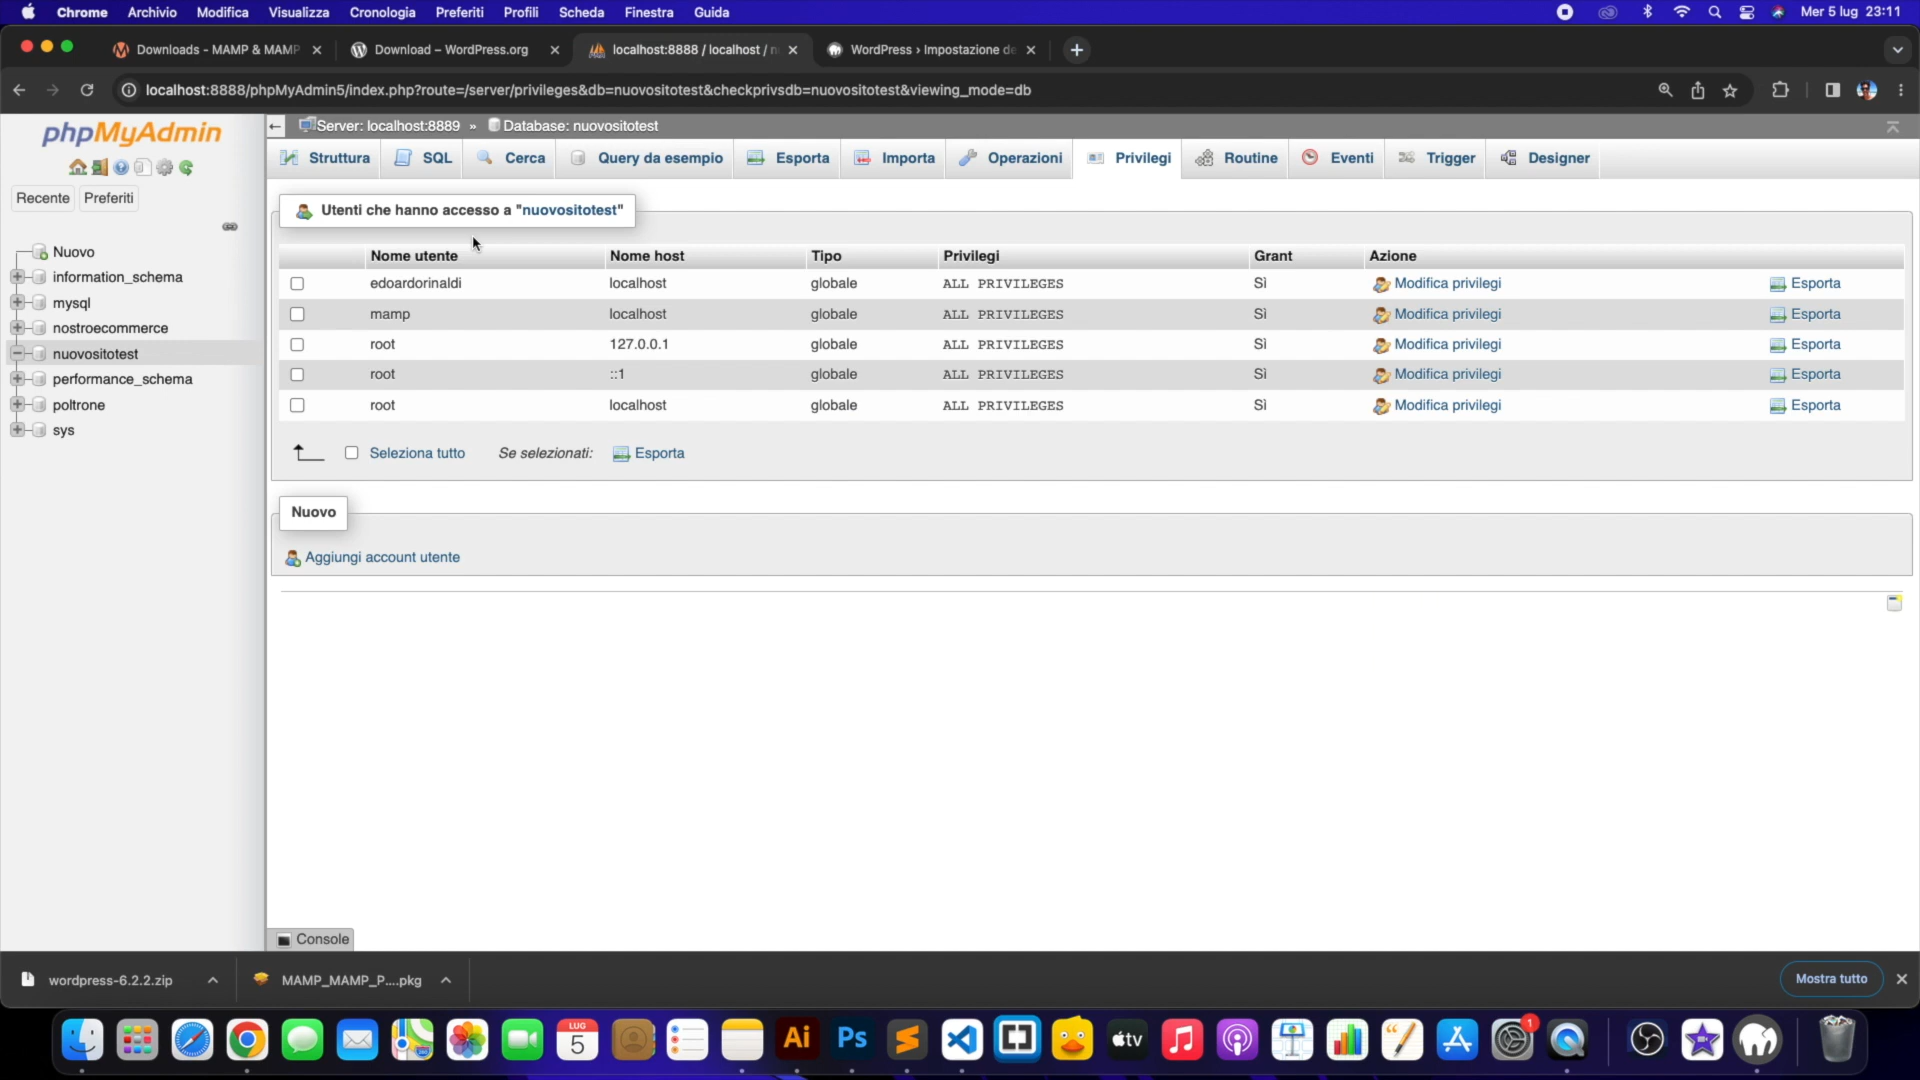 Chrome Archivio Modifica Visualizza Cronologia Preferiti Profili Scheda Finestra Guida Mer 5 lug 23:11
Downloads - MAMP & MAMP Download – WordPress.org localhost:8888 / localhost / n WordPress › Impostazione de
localhost:8888/phpMyAdmin5/index.php?route=/server/privileges&db=nuovositotest&checkprivsdb=nuovositotest&viewing_mode=db
phpMyAdmin
Recente Preferiti
Nuovo
information_schema
mysql
nostroecommerce
nuovositotest
performance_schema
poltrone
sys
Server: localhost:8889 » Database: nuovositotest
Struttura SQL Cerca Query da esempio Esporta Importa Operazioni Privilegi Routine Eventi Trigger Designer
Utenti che hanno accesso a "nuovositotest"
Nome utente Nome host Tipo Privilegi Grant Azione
edoardorinaldi localhost globale ALL PRIVILEGES Sì Modifica privilegi Esporta
mamp localhost globale ALL PRIVILEGES Sì Modifica privilegi Esporta
root 127.0.0.1 globale ALL PRIVILEGES Sì Modifica privilegi Esporta
root ::1 globale ALL PRIVILEGES Sì Modifica privilegi Esporta
root localhost globale ALL PRIVILEGES Sì Modifica privilegi Esporta
Seleziona tutto Se selezionati: Esporta
Nuovo
Aggiungi account utente
Console
wordpress-6.2.2.zip MAMP_MAMP_P....pkg Mostra tutto
LUG
5
Ai Ps tv 1